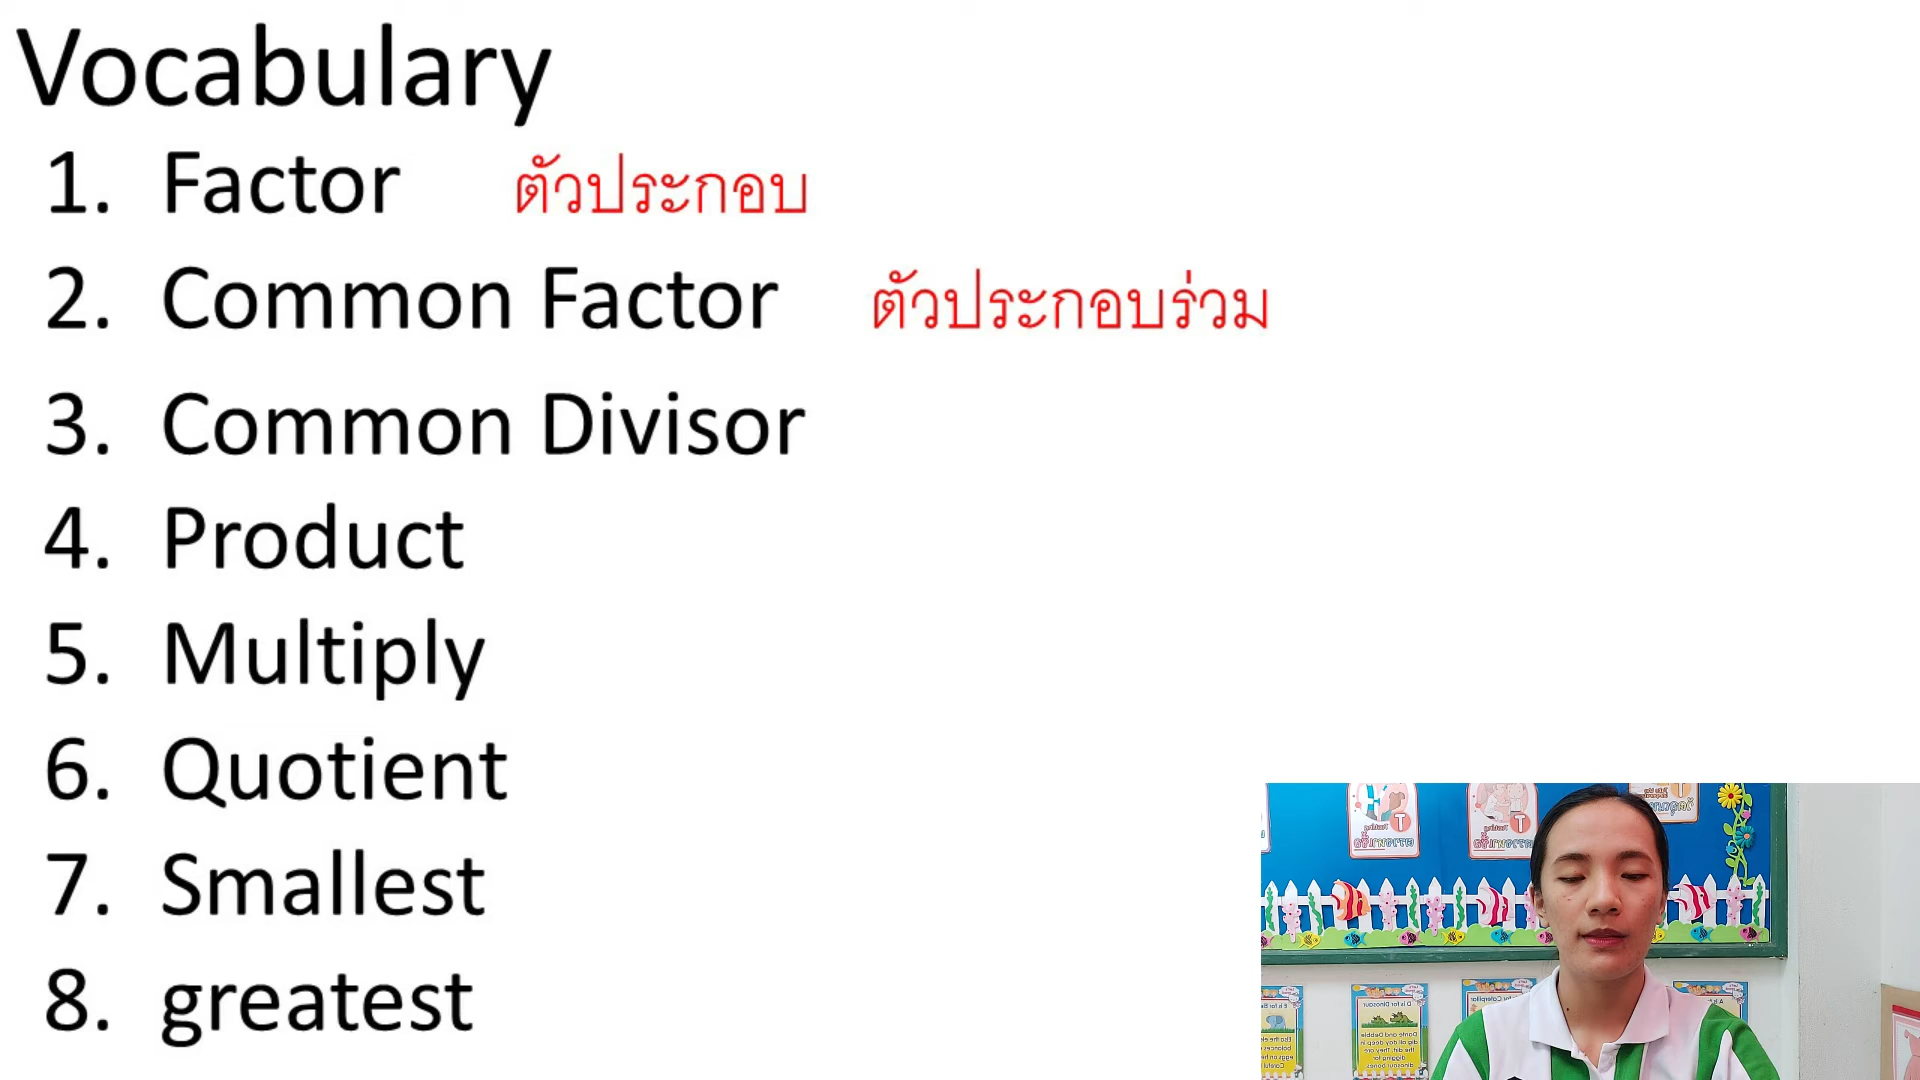 Vocabulary
1. Factor ตัวประกอบ
2. Common Factor ตัวประกอบร่วม
3. Common Divisor
4. Product
5. Multiply
6. Quotient
7. Smallest
8. greatest